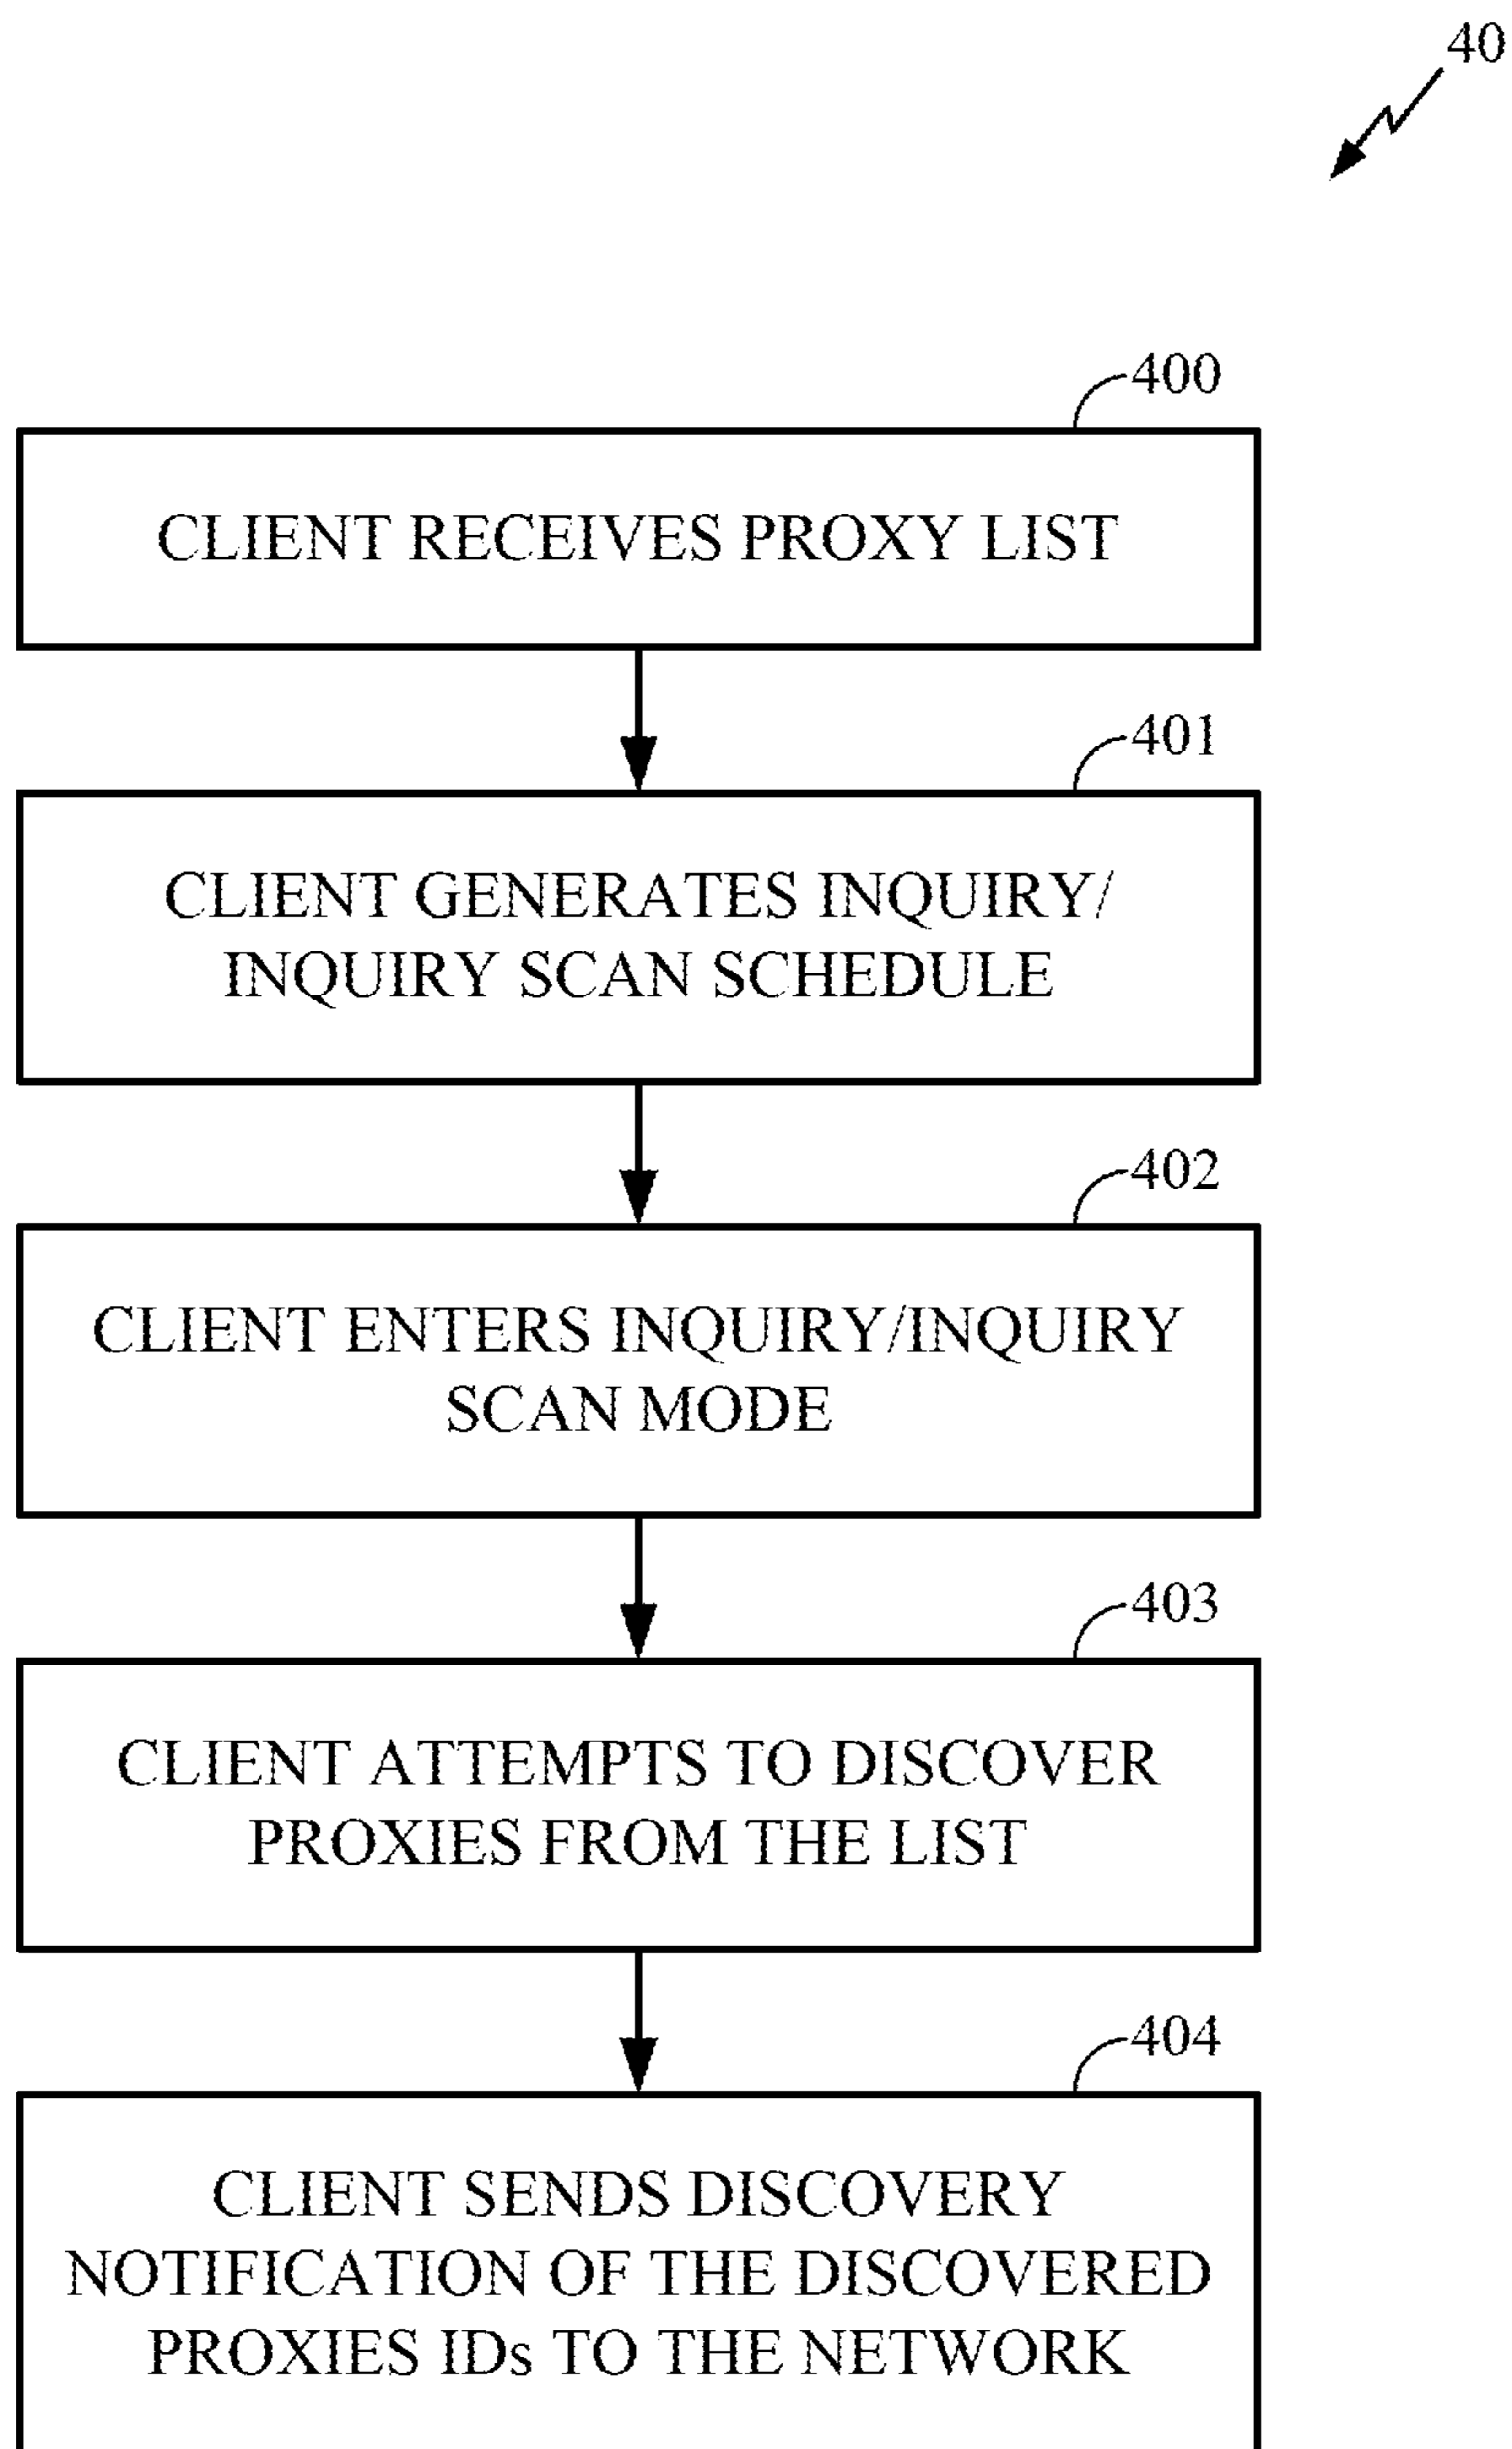 40
400
CLIENT RECEIVES PROXY LIST
401
CLIENT GENERATES INQUIRY/
INQUIRY SCAN SCHEDULE
402
CLIENT ENTERS INQUIRY/INQUIRY
SCAN MODE
403
CLIENT ATTEMPTS TO DISCOVER
PROXIES FROM THE LIST
404
CLIENT SENDS DISCOVERY
NOTIFICATION OF THE DISCOVERED
PROXIES IDs TO THE NETWORK